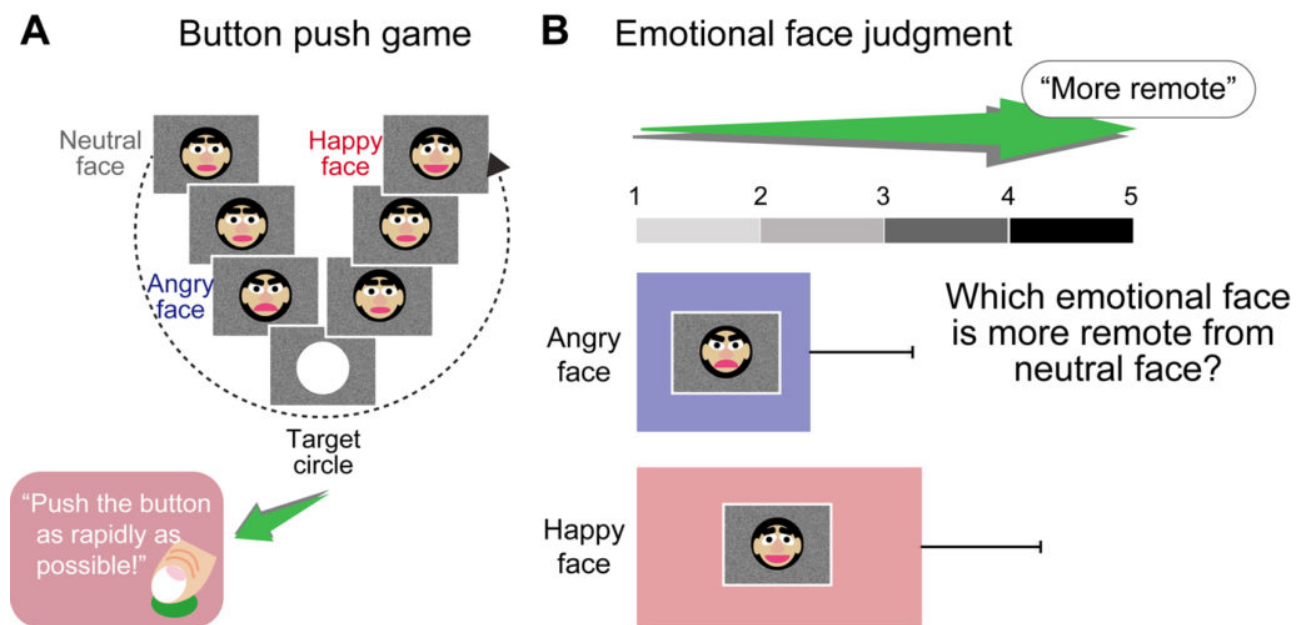 A
Button push game
Neutral
face
Happy
face
Angry
face
Target
circle
“Push the button
as rapidly as
possible!”
B
Emotional face judgment
“More remote”
1 2 3 4 5
Angry
face
Which emotional face
is more remote from
neutral face?
Happy
face